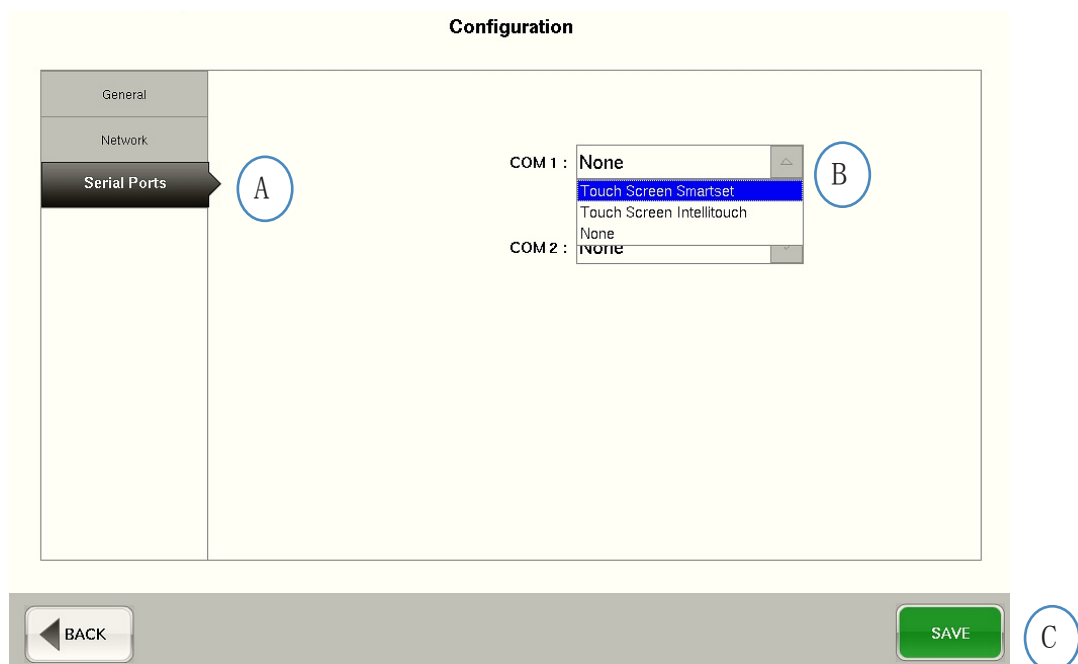 Configuration
General
Network
Serial Ports
A
COM 1 : None
B
Touch Screen Smartset
Touch Screen Intellitouch
None
COM 2 : None
BACK
SAVE
C